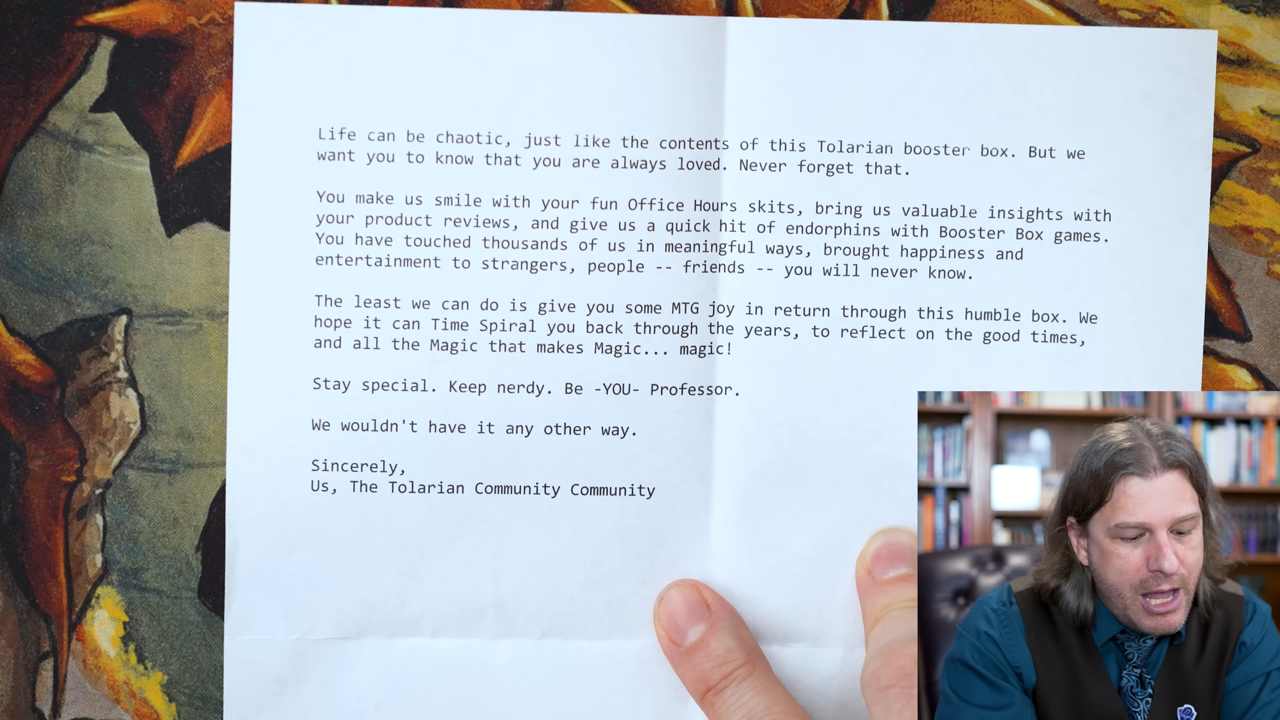 Life can be chaotic, just like the contents of this Tolarian booster box. But we
want you to know that you are always loved. Never forget that.
You make us smile with your fun Office Hours skits, bring us valuable insights with
your product reviews, and give us a quick hit of endorphins with Booster Box games.
You have touched thousands of us in meaningful ways, brought happiness and
entertainment to strangers, people -- friends -- you will never know.
The least we can do is give you some MTG joy in return through this humble box. We
hope it can Time Spiral you back through the years, to reflect on the good times,
and all the Magic that makes Magic... magic!
Stay special. Keep nerdy. Be -YOU- Professor.
We wouldn't have it any other way.
Sincerely,
Us, The Tolarian Community Community